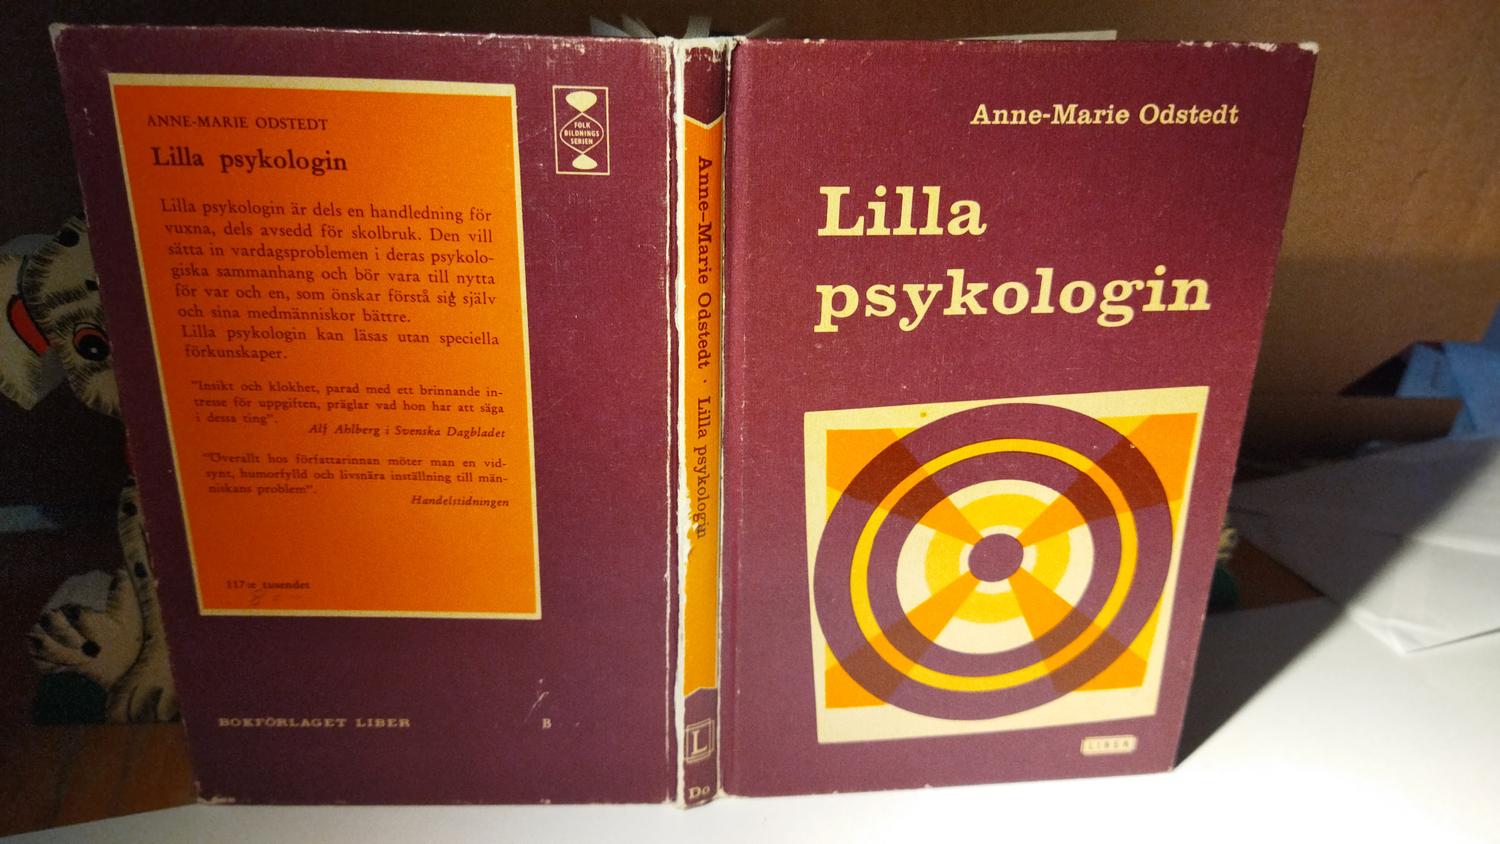 ANNE-MARIE ODSTEDT
Lilla psykologin
Lilla psykologin är dels en handledning för
vuxna, dels avsedd för skolbruk. Den vill
sätta in vardagsproblemen i deras psykolo-
giska sammanhang och bör vara till nytta
för var och en, som önskar förstå sig själv
och sina medmänniskor bättre.
Lilla psykologin kan läsas utan speciella
förkunskaper.
"Insikt och klokhet, parad med ett brinnande in-
tresse för uppgiften, präglar vad hon har att säga
i dessa ting".
Alf Ahlberg i Svenska Dagbladet
"Överallt hos författarinnan möter man en vid-
synt, humorfylld och livsnära inställning till män-
niskans problem".
Handelstidningen
117:e tusendet
FOLK
BILDNINGS
SERIEN
BOKFÖRLAGET LIBER
B
Anne-Marie Odstedt · Lilla psykologin
L
Do
Anne-Marie Odstedt
Lilla
psykologin
LIBER